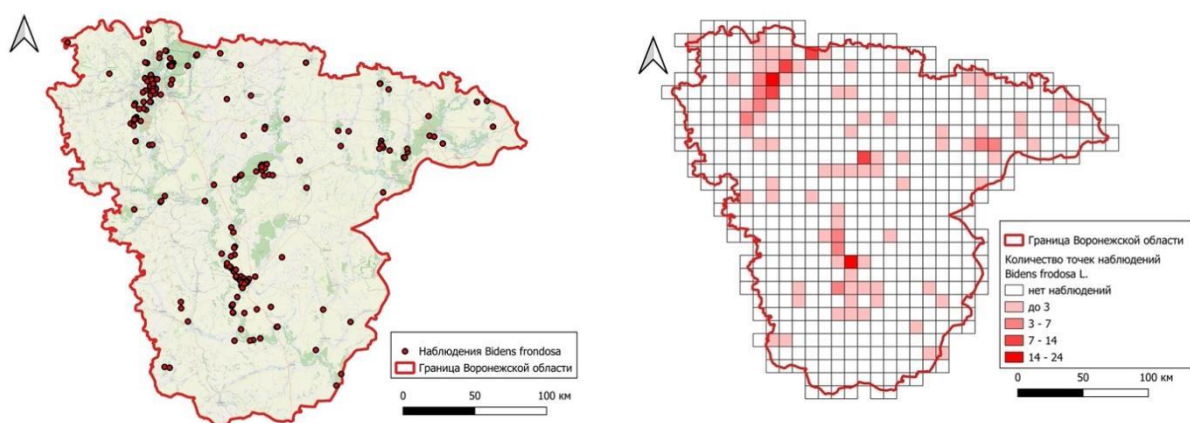 Наблюдения Bidens frondosa
Граница Воронежской области
0 50 100 км
Граница Воронежской области
Количество точек наблюдений
Bidens frodosa L.
нет наблюдений
до 3
3 - 7
7 - 14
14 - 24
0 50 100 км